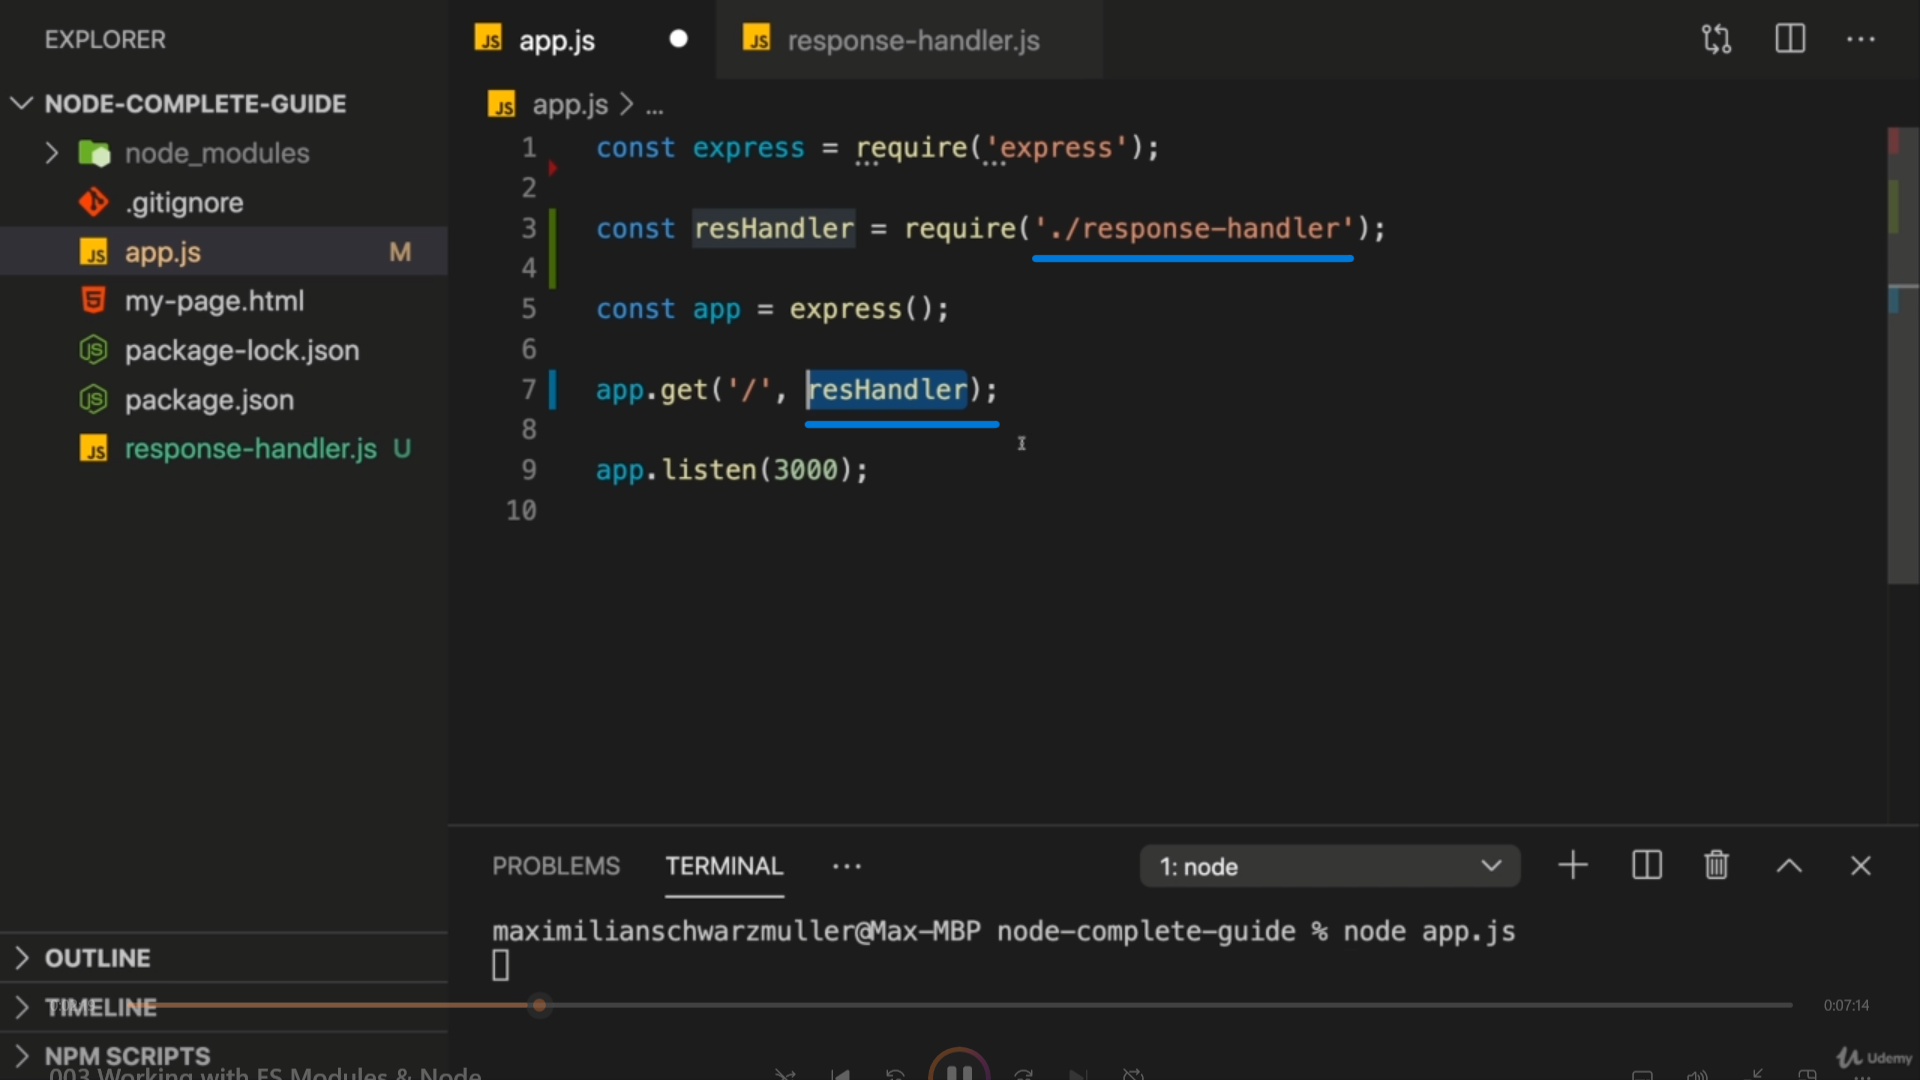 EXPLORER
app.js
response-handler.js
NODE-COMPLETE-GUIDE
node_modules
.gitignore
app.js M
my-page.html
package-lock.json
package.json
response-handler.js U
app.js > ...
1 const express = require('express');
2
3 const resHandler = require('./response-handler');
4
5 const app = express();
6
7 app.get('/', resHandler);
8
9 app.listen(3000);
10
PROBLEMS
TERMINAL
1: node
maximilianschwarzmuller@Max-MBP node-complete-guide % node app.js
OUTLINE
TIMELINE
0:07:14
NPM SCRIPTS
003 Working with ES Modules & Node
Udemy